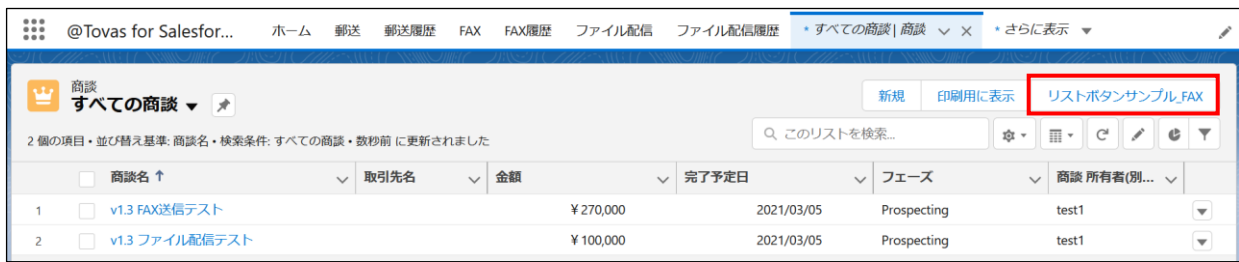 @Tovas for Salesfor... ホーム 郵送 郵送履歴 FAX FAX履歴 ファイル配信 ファイル配信履歴 * すべての商談 | 商談 * さらに表示
商談
すべての商談
新規 印刷用に表示 リストボタンサンプル_FAX
2 個の項目 • 並び替え基準: 商談名 • 検索条件: すべての商談 • 数秒前 に更新されました
このリストを検索...
商談名 ↑ 取引先名 金額 完了予定日 フェーズ 商談 所有者(別...
1 v1.3 FAX送信テスト ¥270,000 2021/03/05 Prospecting test1
2 v1.3 ファイル配信テスト ¥100,000 2021/03/05 Prospecting test1